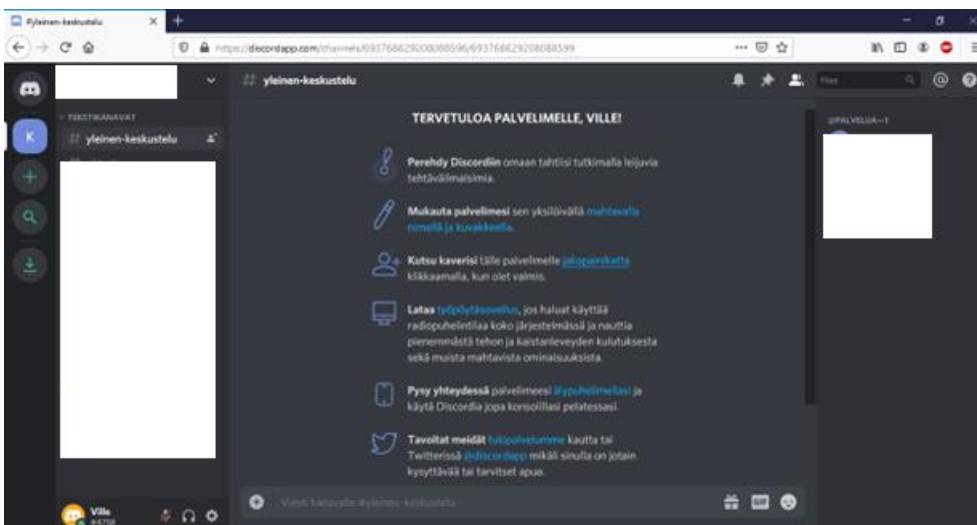 #yleinen-keskustelu
https://discordapp.com/channels/693768629208088596/693768629208088599
# yleinen-keskustelu
TEKSTIKANAVAT
K
# yleinen-keskustelu
TERVETULOA PALVELIMELLE, VILLE!
Perehdy Discordiin omaan tahtiisi tutkimalla leijuvia
tehtäväilmaisimia.
Mukauta palvelimesi sen yksilöivällä mahtavalla
nimellä ja kuvakkeella.
Kutsu kaverisi tälle palvelimelle jakopainiketta
klikkaamalla, kun olet valmis.
Lataa työpöytäsovellus, jos haluat käyttää
radiopuhelintilaa koko järjestelmässä ja nauttia
pienemmästä tehon ja kaistanleveyden kulutuksesta
sekä muista mahtavista ominaisuuksista.
Pysy yhteydessä palvelimeesi älypuhelimellasi ja
käytä Discordia jopa konsolillasi pelatessasi.
Tavoitat meidät tukipalvelumme kautta tai
Twitterissä @discordapp mikäli sinulla on jotain
kysyttävää tai tarvitset apua.
Viesti kanavalle #yleinen-keskustelu
GIF
Ville